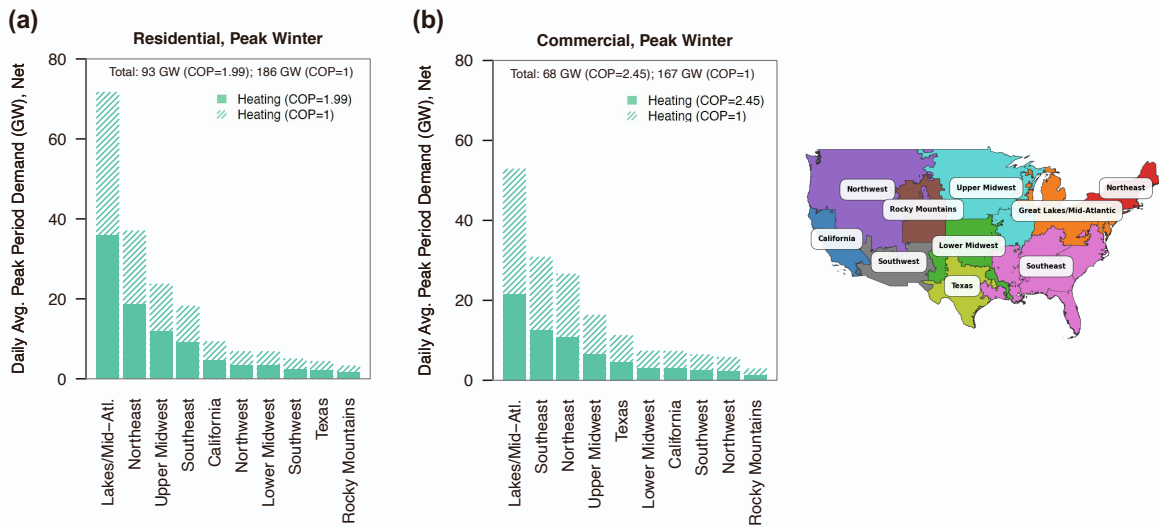 (a)
Residential, Peak Winter
Daily Avg. Peak Period Demand (GW), Net
80
60
40
20
0
Total: 93 GW (COP=1.99); 186 GW (COP=1)
Heating (COP=1.99)
Heating (COP=1)
Lakes/Mid−Atl.
Northeast
Upper Midwest
Southeast
California
Northwest
Lower Midwest
Southwest
Texas
Rocky Mountains
(b)
Commercial, Peak Winter
Daily Avg. Peak Period Demand (GW), Net
80
60
40
20
0
Total: 68 GW (COP=2.45); 167 GW (COP=1)
Heating (COP=2.45)
Heating (COP=1)
Lakes/Mid−Atl.
Southeast
Northeast
Upper Midwest
Texas
Lower Midwest
California
Southwest
Northwest
Rocky Mountains
Northwest
Upper Midwest
Northeast
Rocky Mountains
Great Lakes/Mid-Atlantic
California
Lower Midwest
Southwest
Southeast
Texas